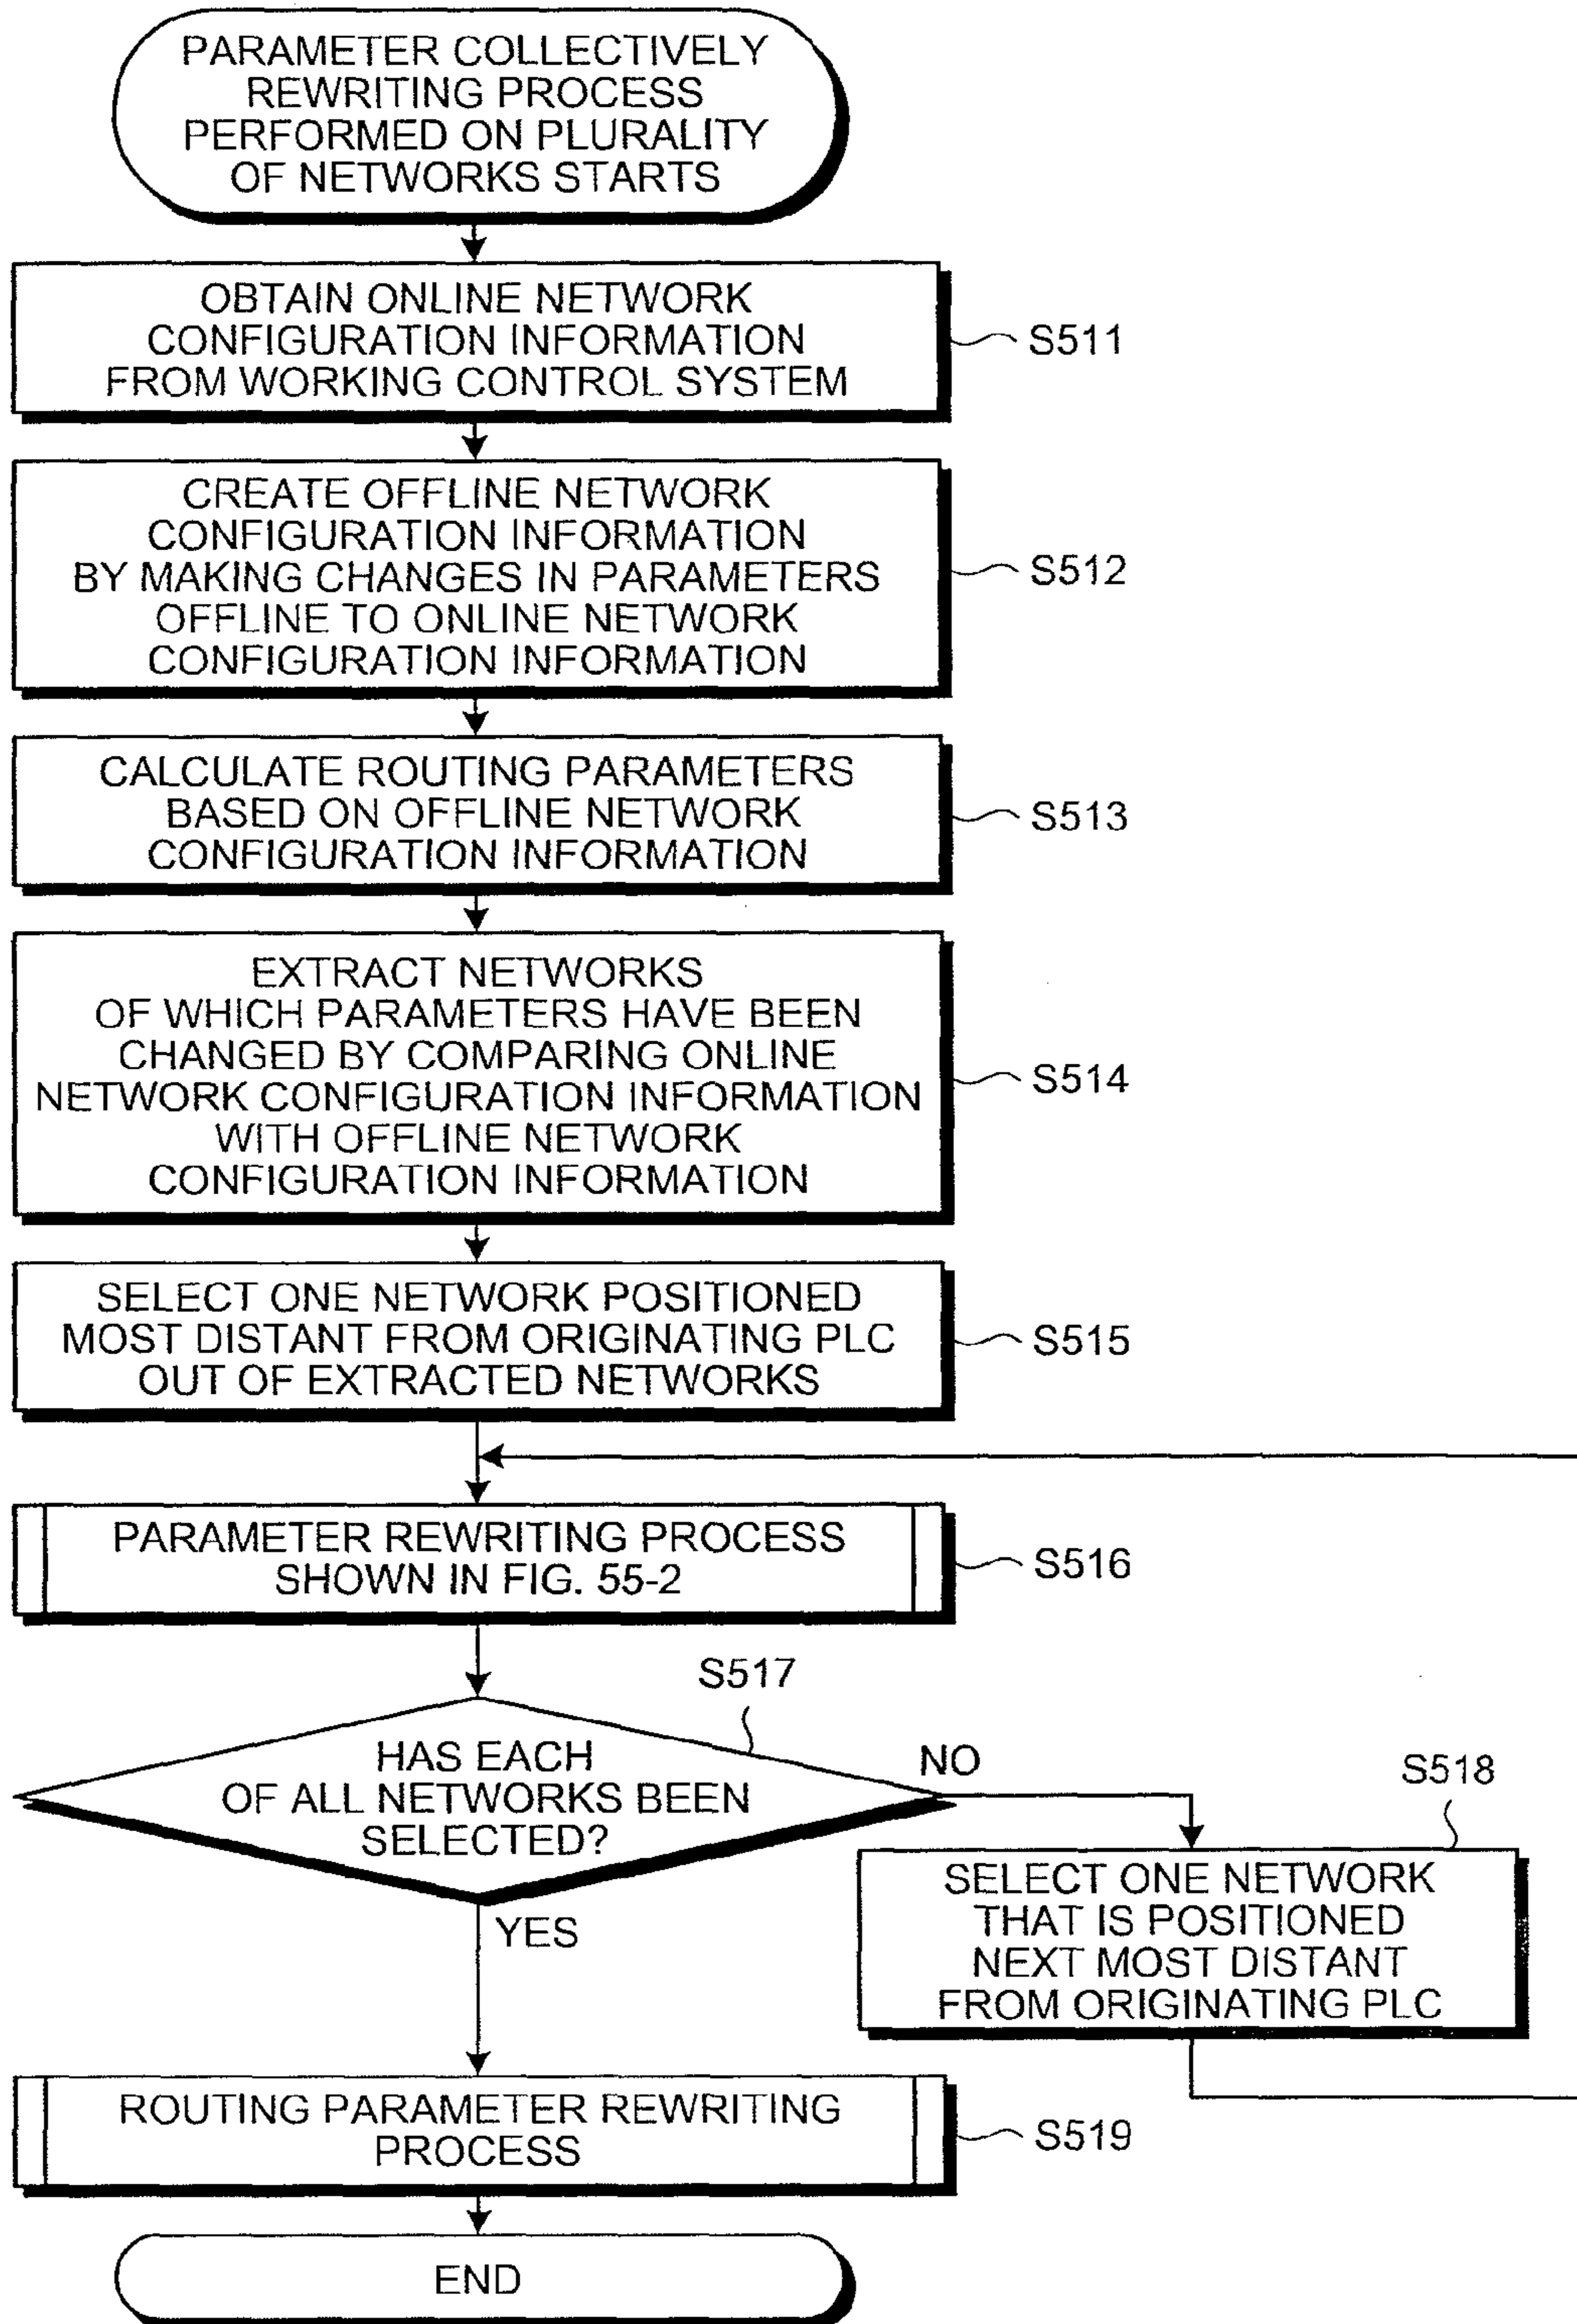 PARAMETER COLLECTIVELY
REWRITING PROCESS
PERFORMED ON PLURALITY
OF NETWORKS STARTS
OBTAIN ONLINE NETWORK
CONFIGURATION INFORMATION
FROM WORKING CONTROL SYSTEM
S511
CREATE OFFLINE NETWORK
CONFIGURATION INFORMATION
BY MAKING CHANGES IN PARAMETERS
OFFLINE TO ONLINE NETWORK
CONFIGURATION INFORMATION
S512
CALCULATE ROUTING PARAMETERS
BASED ON OFFLINE NETWORK
CONFIGURATION INFORMATION
S513
EXTRACT NETWORKS
OF WHICH PARAMETERS HAVE BEEN
CHANGED BY COMPARING ONLINE
NETWORK CONFIGURATION INFORMATION
WITH OFFLINE NETWORK
CONFIGURATION INFORMATION
S514
SELECT ONE NETWORK POSITIONED
MOST DISTANT FROM ORIGINATING PLC
OUT OF EXTRACTED NETWORKS
S515
PARAMETER REWRITING PROCESS
SHOWN IN FIG. 55-2
S516
S517
HAS EACH
OF ALL NETWORKS BEEN
SELECTED?
NO
YES
S518
SELECT ONE NETWORK
THAT IS POSITIONED
NEXT MOST DISTANT
FROM ORIGINATING PLC
ROUTING PARAMETER REWRITING
PROCESS
S519
END